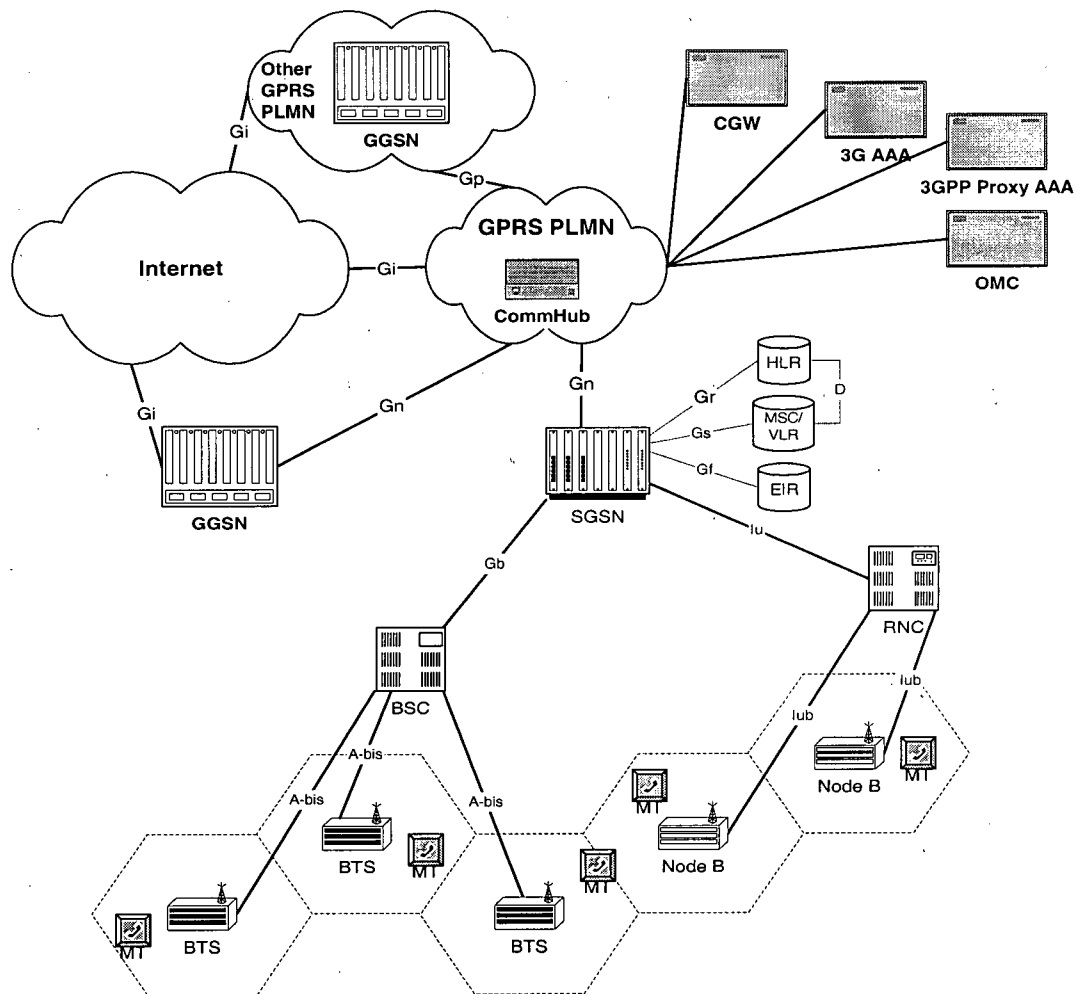 Other
GPRS
PLMN
GGSN
Gi
Gp
CGW
3G AAA
3GPP Proxy AAA
OMC
Internet
Gi
GPRS PLMN
CommHub
Gi
Gn
Gn
GGSN
SGSN
Gr
Gs
Gf
HLR
D
MSC/
VLR
EIR
Gb
Iu
BSC
RNC
A-bis
A-bis
A-bis
Iub
Iub
BTS
MT
BTS
MT
BTS
MT
Node B
MT
Node B
MT